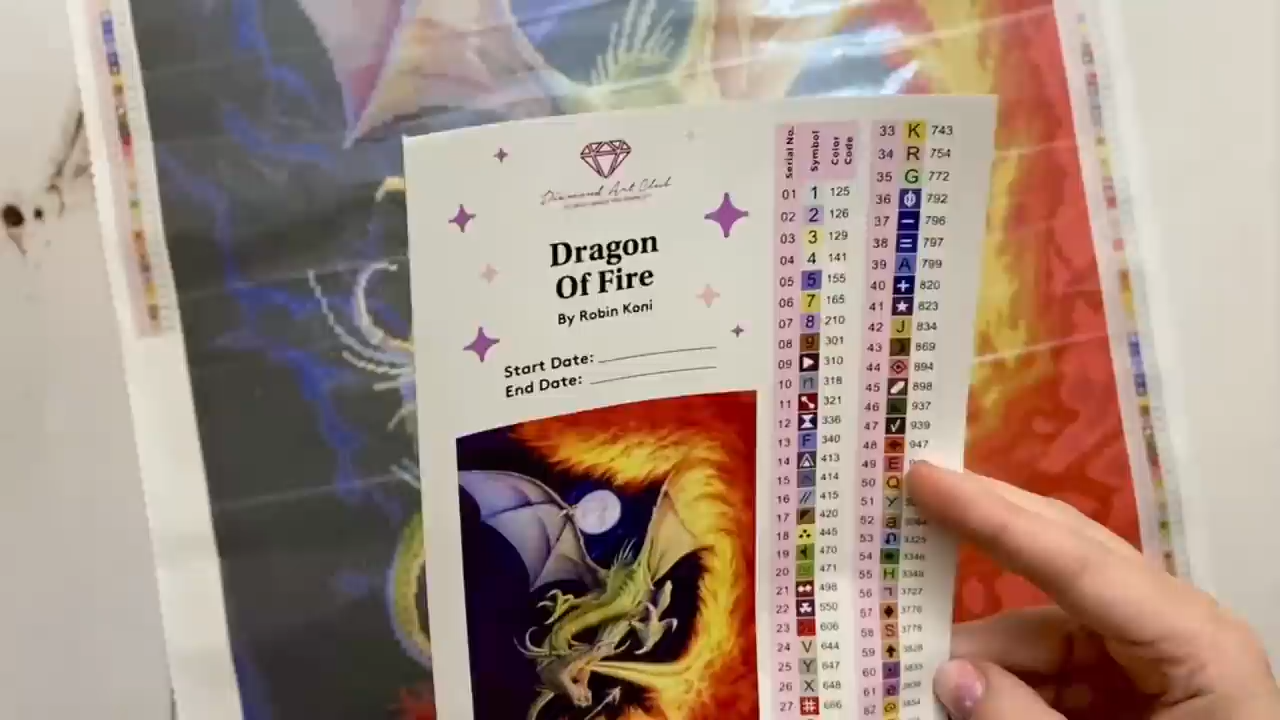 Diamond Art Club
Dragon
Of Fire
By Robin Koni
Start Date:
End Date:
Serial No. Symbol Color Code
01 1 125
02 2 126
03 3 129
04 4 141
05 5 155
06 7 165
07 8 210
08 9 301
09 310
10 318
11 321
12 336
13 F 340
14 413
15 414
16 // 415
17 420
18 445
19 470
20 471
21 498
22 550
23 606
24 V 644
25 Y 647
26 X 648
27 # 666
33 K 743
34 R 754
35 G 772
36 792
37 – 796
38 = 797
39 A 799
40 + 820
41 ★ 823
42 J 834
43 869
44 894
45 898
46 937
47 ✓ 939
48 947
49 E
50 Q
51 Y
52 a
53 3325
54 3346
55 H 3348
56 3727
57 ♦ 3776
58 S 3778
59
60
61
62